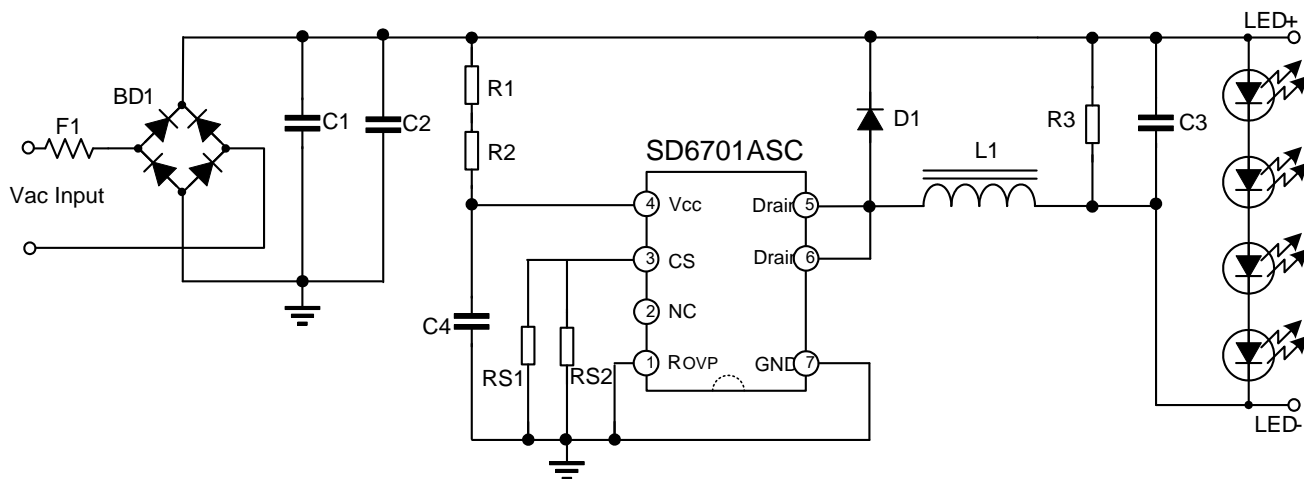 LED+
BD1
F1
C1
C2
R1
R2
D1
R3
C3
L1
SD6701ASC
Vac Input
4 Vcc
Drain 5
3 CS
Drain 6
2 NC
C4
1 ROVP
GND 7
RS1
RS2
LED-